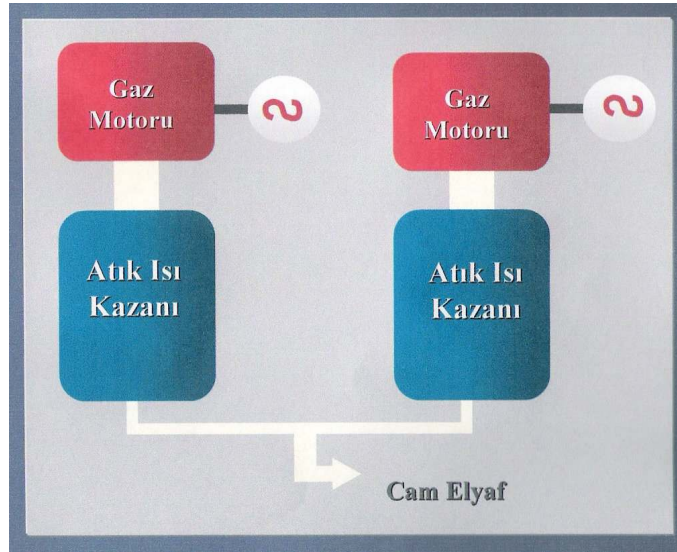 Gaz
Motoru
Gaz
Motoru
Atık Isı
Kazanı
Atık Isı
Kazanı
Cam Elyaf